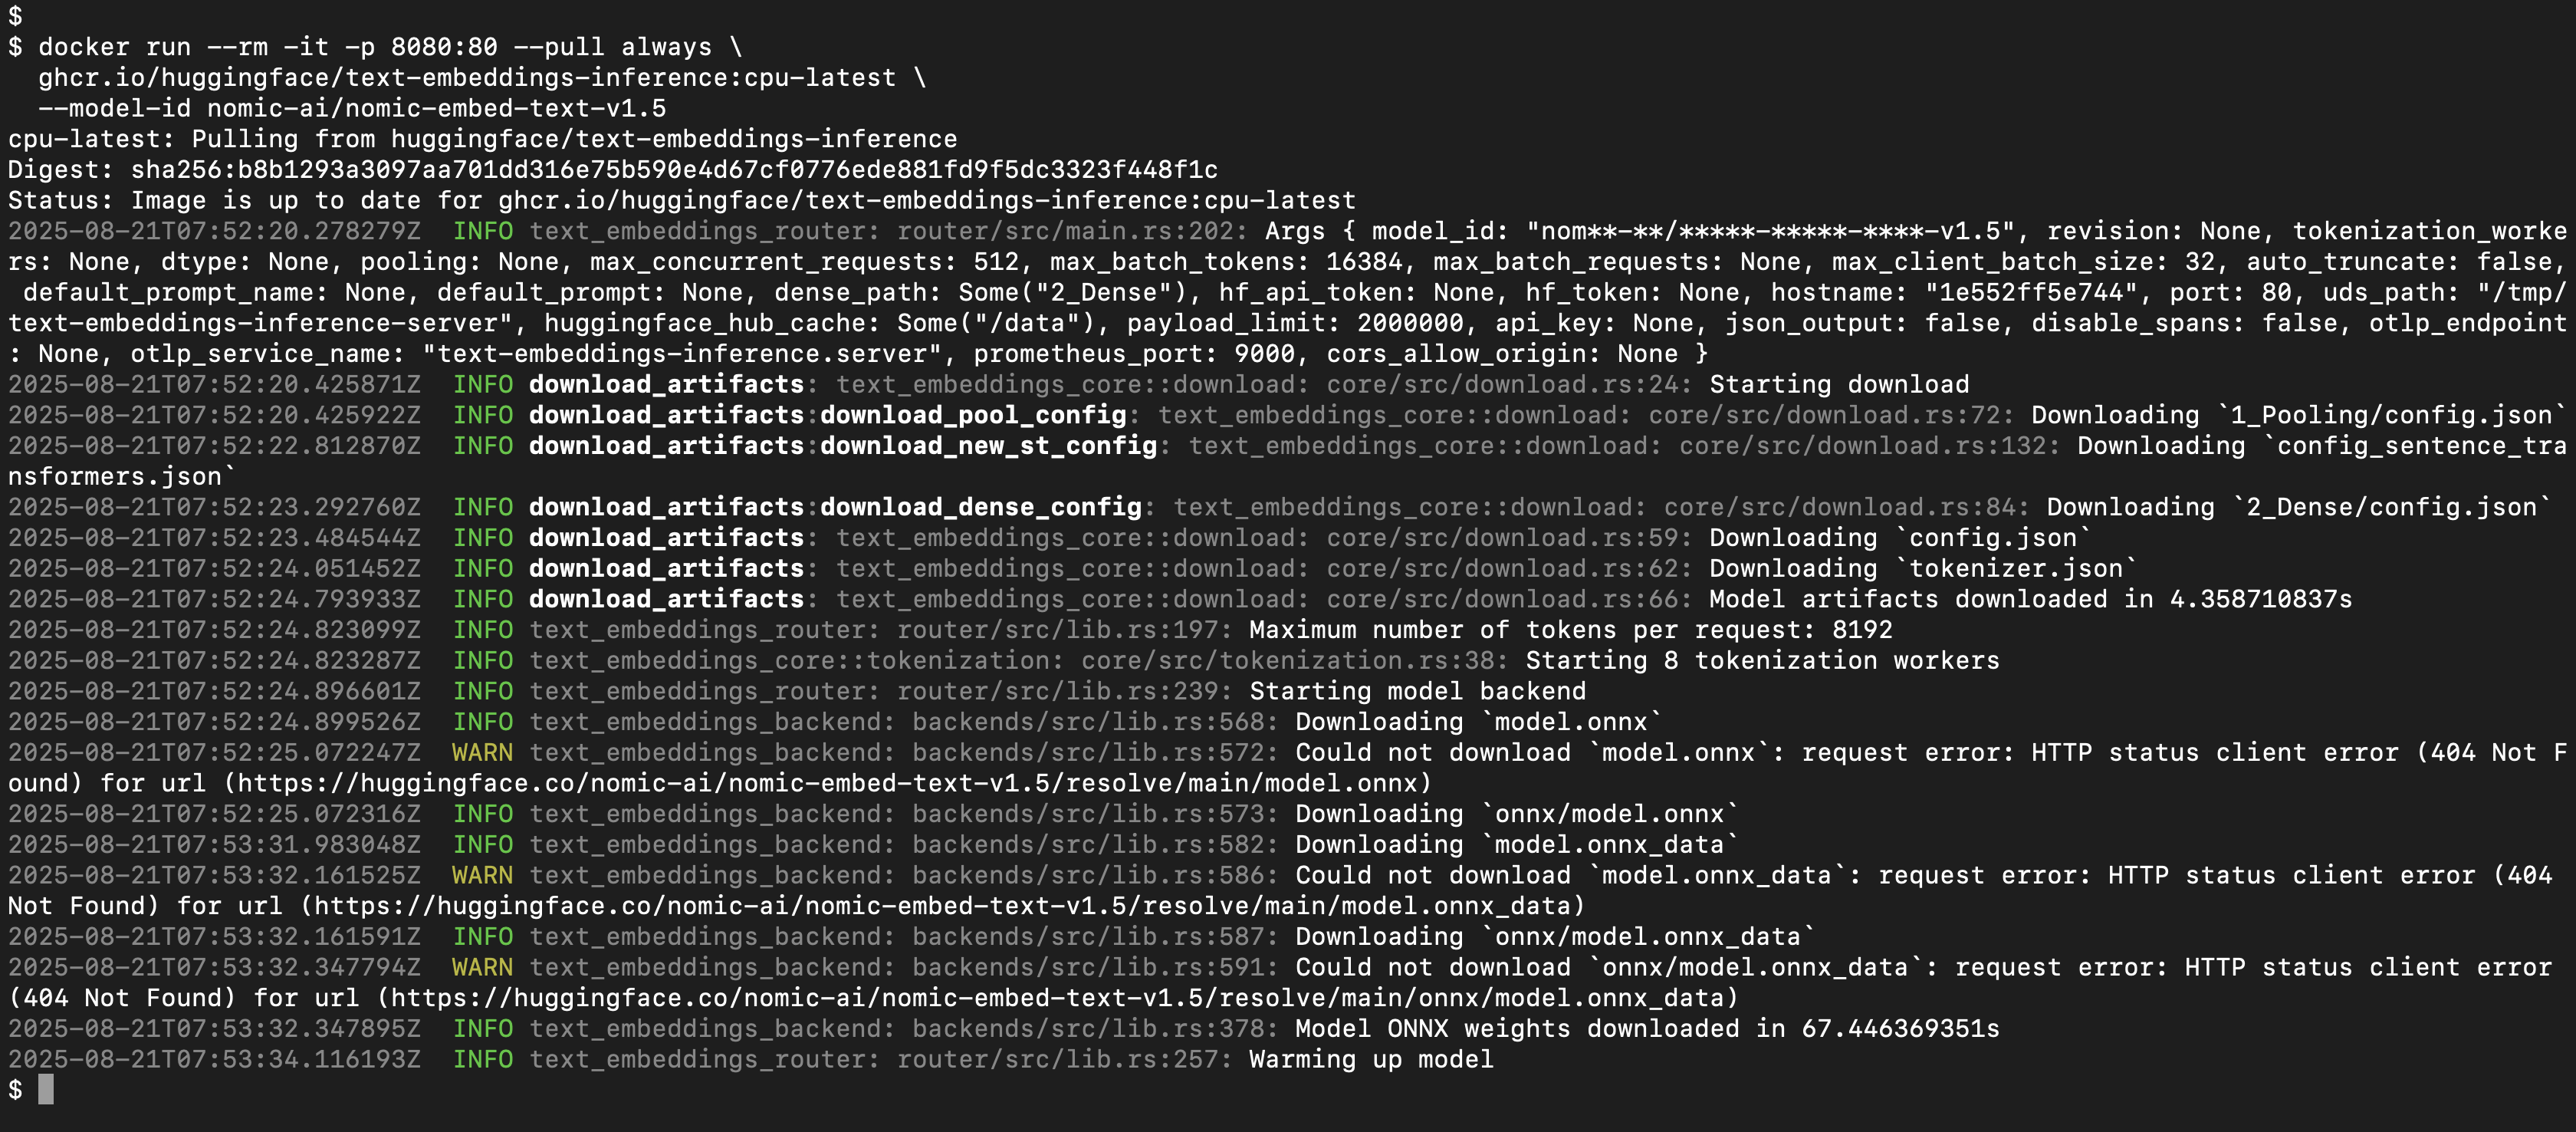 $
$ docker run --rm -it -p 8080:80 --pull always \
  ghcr.io/huggingface/text-embeddings-inference:cpu-latest \
  --model-id nomic-ai/nomic-embed-text-v1.5
cpu-latest: Pulling from huggingface/text-embeddings-inference
Digest: sha256:b8b1293a3097aa701dd316e75b590e4d67cf0776ede881fd9f5dc3323f448f1c
Status: Image is up to date for ghcr.io/huggingface/text-embeddings-inference:cpu-latest
2025-08-21T07:52:20.278279Z  INFO text_embeddings_router: router/src/main.rs:202: Args { model_id: "nom**-**/*****-*****-****-v1.5", revision: None, tokenization_worke
rs: None, dtype: None, pooling: None, max_concurrent_requests: 512, max_batch_tokens: 16384, max_batch_requests: None, max_client_batch_size: 32, auto_truncate: false,
 default_prompt_name: None, default_prompt: None, dense_path: Some("2_Dense"), hf_api_token: None, hf_token: None, hostname: "1e552ff5e744", port: 80, uds_path: "/tmp/
text-embeddings-inference-server", huggingface_hub_cache: Some("/data"), payload_limit: 2000000, api_key: None, json_output: false, disable_spans: false, otlp_endpoint
: None, otlp_service_name: "text-embeddings-inference.server", prometheus_port: 9000, cors_allow_origin: None }
2025-08-21T07:52:20.425871Z  INFO download_artifacts: text_embeddings_core::download: core/src/download.rs:24: Starting download
2025-08-21T07:52:20.425922Z  INFO download_artifacts:download_pool_config: text_embeddings_core::download: core/src/download.rs:72: Downloading `1_Pooling/config.json`
2025-08-21T07:52:22.812870Z  INFO download_artifacts:download_new_st_config: text_embeddings_core::download: core/src/download.rs:132: Downloading `config_sentence_tra
nsformers.json`
2025-08-21T07:52:23.292760Z  INFO download_artifacts:download_dense_config: text_embeddings_core::download: core/src/download.rs:84: Downloading `2_Dense/config.json`
2025-08-21T07:52:23.484544Z  INFO download_artifacts: text_embeddings_core::download: core/src/download.rs:59: Downloading `config.json`
2025-08-21T07:52:24.051452Z  INFO download_artifacts: text_embeddings_core::download: core/src/download.rs:62: Downloading `tokenizer.json`
2025-08-21T07:52:24.793933Z  INFO download_artifacts: text_embeddings_core::download: core/src/download.rs:66: Model artifacts downloaded in 4.358710837s
2025-08-21T07:52:24.823099Z  INFO text_embeddings_router: router/src/lib.rs:197: Maximum number of tokens per request: 8192
2025-08-21T07:52:24.823287Z  INFO text_embeddings_core::tokenization: core/src/tokenization.rs:38: Starting 8 tokenization workers
2025-08-21T07:52:24.896601Z  INFO text_embeddings_router: router/src/lib.rs:239: Starting model backend
2025-08-21T07:52:24.899526Z  INFO text_embeddings_backend: backends/src/lib.rs:568: Downloading `model.onnx`
2025-08-21T07:52:25.072247Z  WARN text_embeddings_backend: backends/src/lib.rs:572: Could not download `model.onnx`: request error: HTTP status client error (404 Not F
ound) for url (https://huggingface.co/nomic-ai/nomic-embed-text-v1.5/resolve/main/model.onnx)
2025-08-21T07:52:25.072316Z  INFO text_embeddings_backend: backends/src/lib.rs:573: Downloading `onnx/model.onnx`
2025-08-21T07:53:31.983048Z  INFO text_embeddings_backend: backends/src/lib.rs:582: Downloading `model.onnx_data`
2025-08-21T07:53:32.161525Z  WARN text_embeddings_backend: backends/src/lib.rs:586: Could not download `model.onnx_data`: request error: HTTP status client error (404
Not Found) for url (https://huggingface.co/nomic-ai/nomic-embed-text-v1.5/resolve/main/model.onnx_data)
2025-08-21T07:53:32.161591Z  INFO text_embeddings_backend: backends/src/lib.rs:587: Downloading `onnx/model.onnx_data`
2025-08-21T07:53:32.347794Z  WARN text_embeddings_backend: backends/src/lib.rs:591: Could not download `onnx/model.onnx_data`: request error: HTTP status client error
(404 Not Found) for url (https://huggingface.co/nomic-ai/nomic-embed-text-v1.5/resolve/main/onnx/model.onnx_data)
2025-08-21T07:53:32.347895Z  INFO text_embeddings_backend: backends/src/lib.rs:378: Model ONNX weights downloaded in 67.446369351s
2025-08-21T07:53:34.116193Z  INFO text_embeddings_router: router/src/lib.rs:257: Warming up model
$